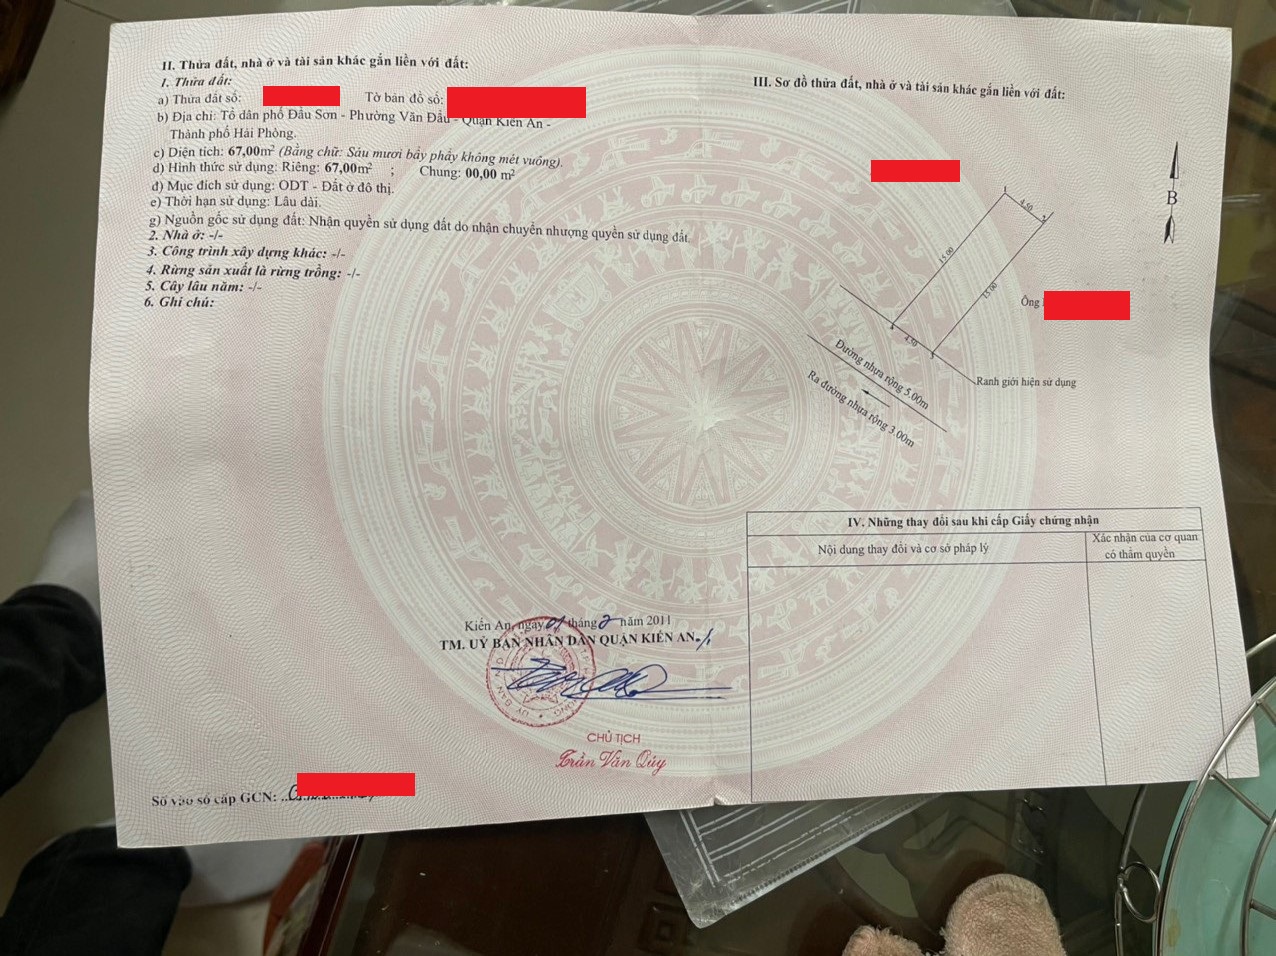 II. Thửa đất, nhà ở và tài sản khác gắn liền với đất:
1. Thửa đất:
a) Thửa đất số: Tờ bản đồ số:
b) Địa chỉ: Tổ dân phố Đẩu Sơn - Phường Văn Đẩu - Quận Kiến An -
Thành phố Hải Phòng.
c) Diện tích: 67,00m² (Bằng chữ: Sáu mươi bẩy phẩy không mét vuông).
d) Hình thức sử dụng: Riêng: 67,00m² ; Chung: 00,00 m²
đ) Mục đích sử dụng: ODT - Đất ở đô thị.
e) Thời hạn sử dụng: Lâu dài.
g) Nguồn gốc sử dụng đất: Nhận quyền sử dụng đất do nhận chuyển nhượng quyền sử dụng đất.
2. Nhà ở: -/-
3. Công trình xây dựng khác: -/-
4. Rừng sản xuất là rừng trồng: -/-
5. Cây lâu năm: -/-
6. Ghi chú:
Kiến An, ngày 01 tháng 2 năm 2011
TM. UỶ BAN NHÂN DÂN QUẬN KIẾN AN
CHỦ TỊCH
Trần Văn Qúy
Số vào sổ cấp GCN:
III. Sơ đồ thửa đất, nhà ở và tài sản khác gắn liền với đất:
B
1
4.50
2
15.00
15.00
Ông
4
4.50
3
Ranh giới hiện sử dụng
Đường nhựa rộng 5.00m
Ra đường nhựa rộng 3.00m
IV. Những thay đổi sau khi cấp Giấy chứng nhận
Nội dung thay đổi và cơ sở pháp lý
Xác nhận của cơ quan
có thẩm quyền